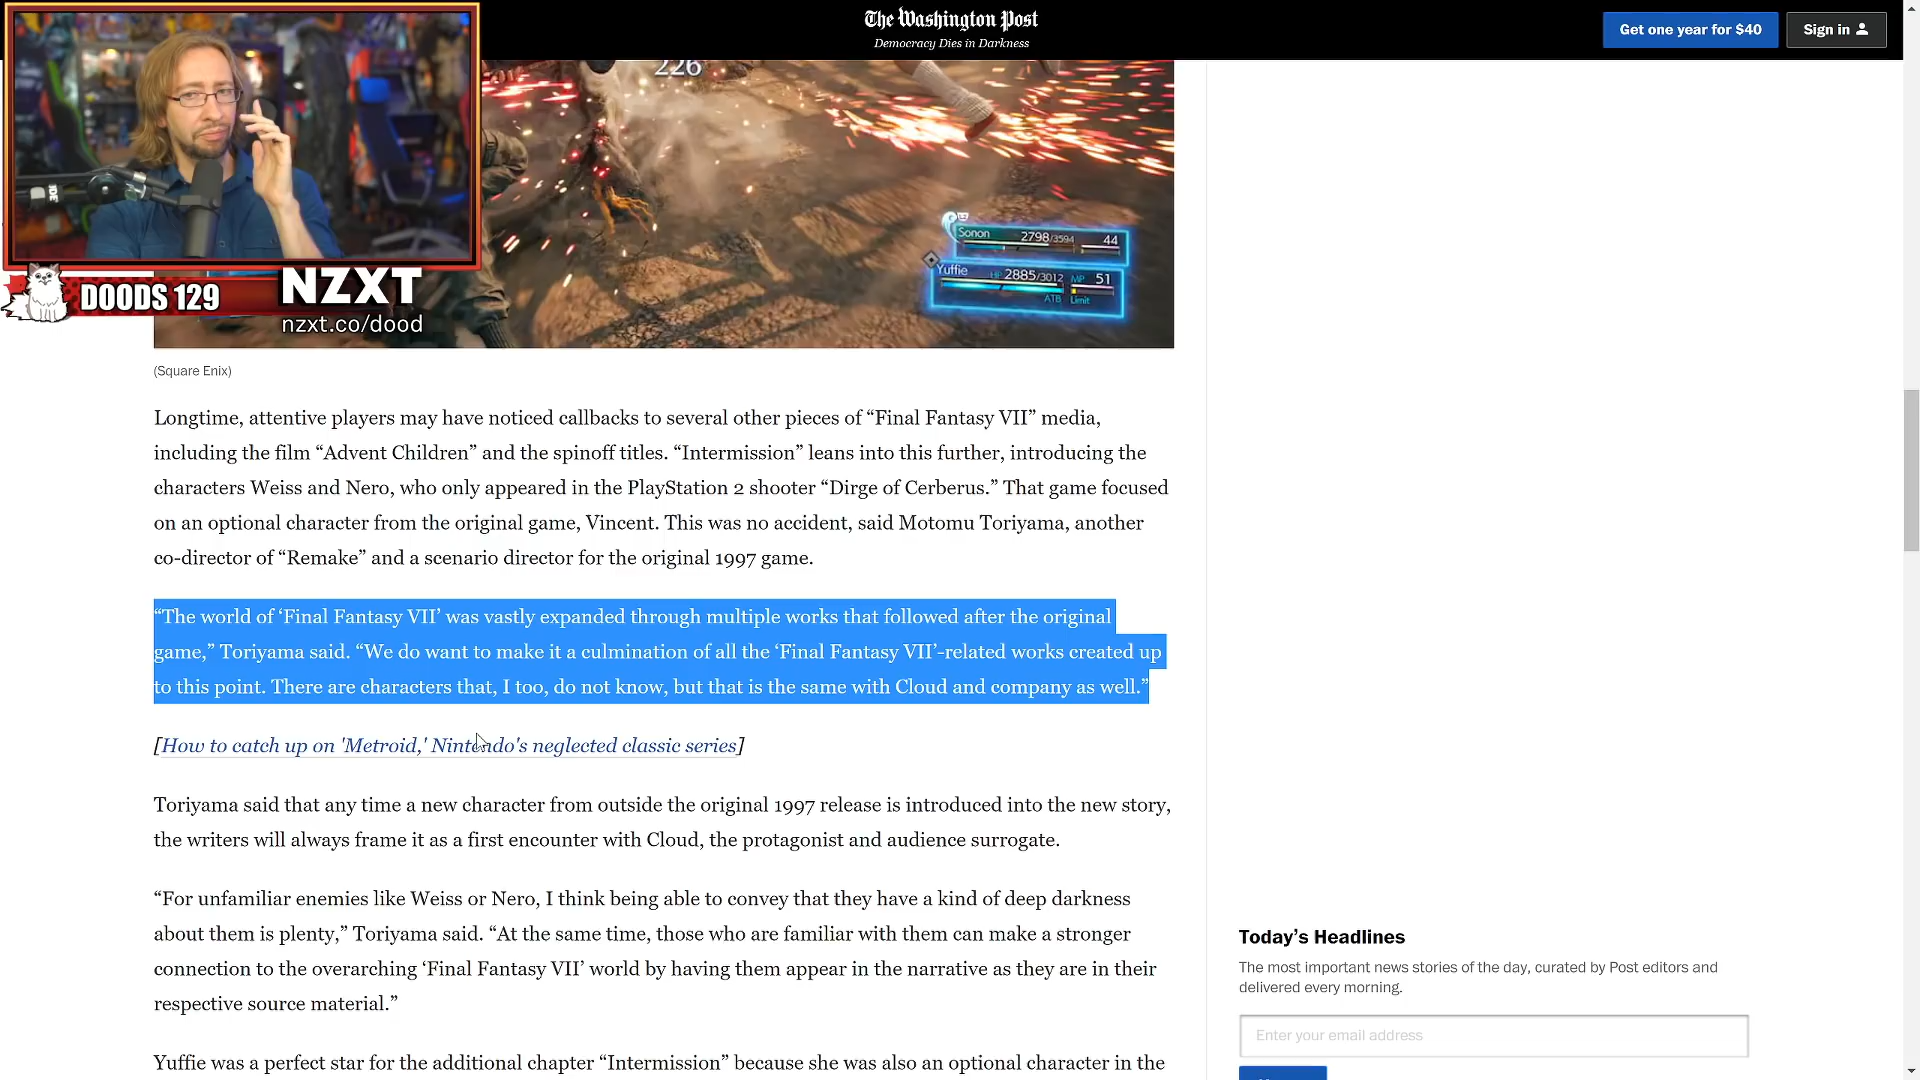 The Washington Post
Democracy Dies in Darkness
Get one year for $40
Sign in
226
Sonon 2798/3594 44
Yuffie HP 2885/3012 MP 51
ATB Limit
DOODS 129
NZXT
nzxt.co/dood
(Square Enix)
Longtime, attentive players may have noticed callbacks to several other pieces of “Final Fantasy VII” media,
including the film “Advent Children” and the spinoff titles. “Intermission” leans into this further, introducing the
characters Weiss and Nero, who only appeared in the PlayStation 2 shooter “Dirge of Cerberus.” That game focused
on an optional character from the original game, Vincent. This was no accident, said Motomu Toriyama, another
co-director of “Remake” and a scenario director for the original 1997 game.
“The world of ‘Final Fantasy VII’ was vastly expanded through multiple works that followed after the original
game,” Toriyama said. “We do want to make it a culmination of all the ‘Final Fantasy VII’-related works created up
to this point. There are characters that, I too, do not know, but that is the same with Cloud and company as well.”
[How to catch up on 'Metroid,' Nintendo's neglected classic series]
Toriyama said that any time a new character from outside the original 1997 release is introduced into the new story,
the writers will always frame it as a first encounter with Cloud, the protagonist and audience surrogate.
“For unfamiliar enemies like Weiss or Nero, I think being able to convey that they have a kind of deep darkness
about them is plenty,” Toriyama said. “At the same time, those who are familiar with them can make a stronger
connection to the overarching ‘Final Fantasy VII’ world by having them appear in the narrative as they are in their
respective source material.”
Yuffie was a perfect star for the additional chapter “Intermission” because she was also an optional character in the
Today’s Headlines
The most important news stories of the day, curated by Post editors and
delivered every morning.
Enter your email address